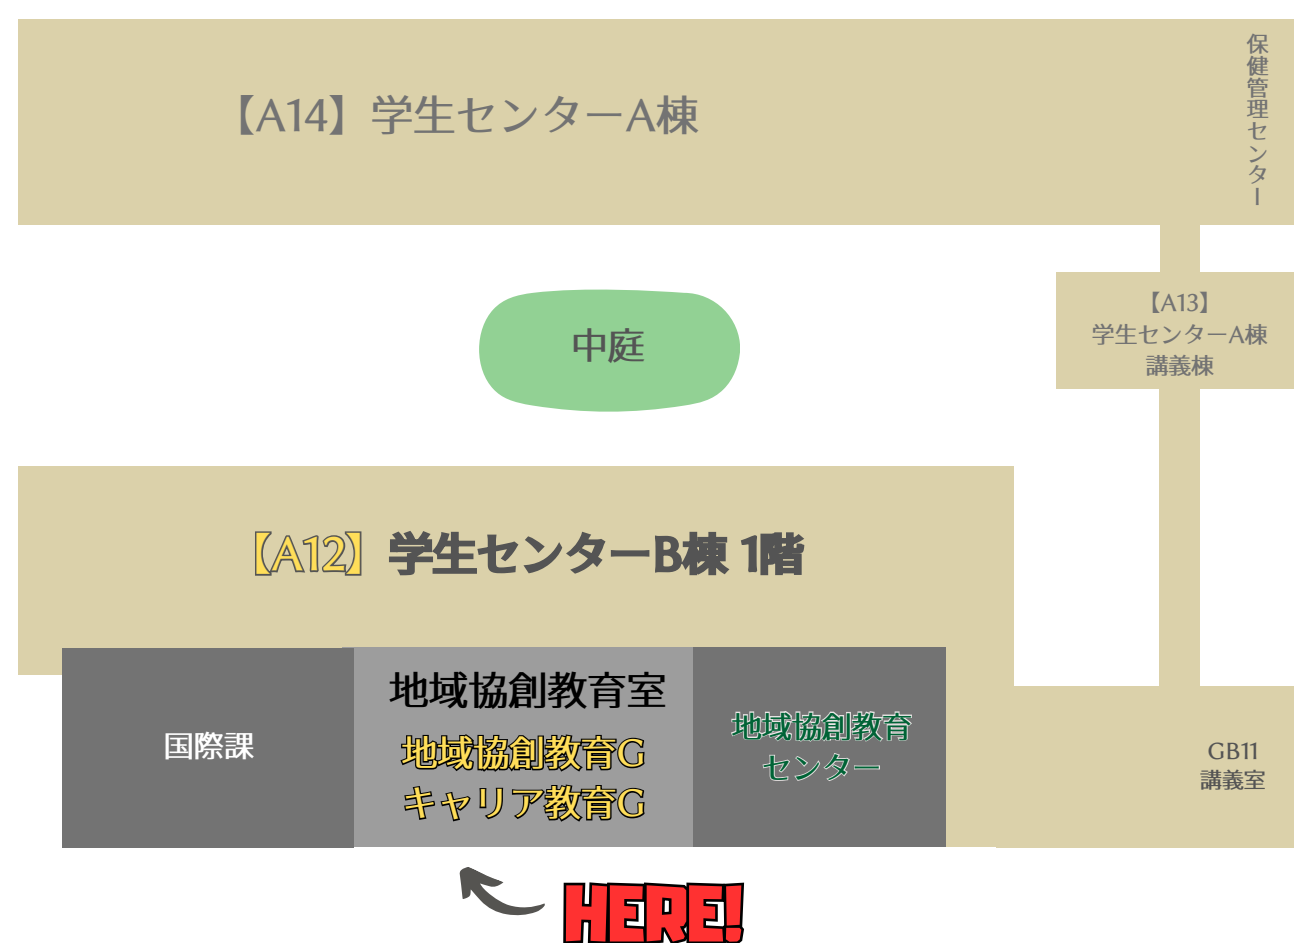 【A14】学生センターA棟
保健管理センター
中庭
【A13】
学生センターA棟
講義棟
【A12】学生センターB棟 1階
国際課
地域協創教育室
地域協創教育G
キャリア教育G
地域協創教育
センター
GB11
講義室
HERE!